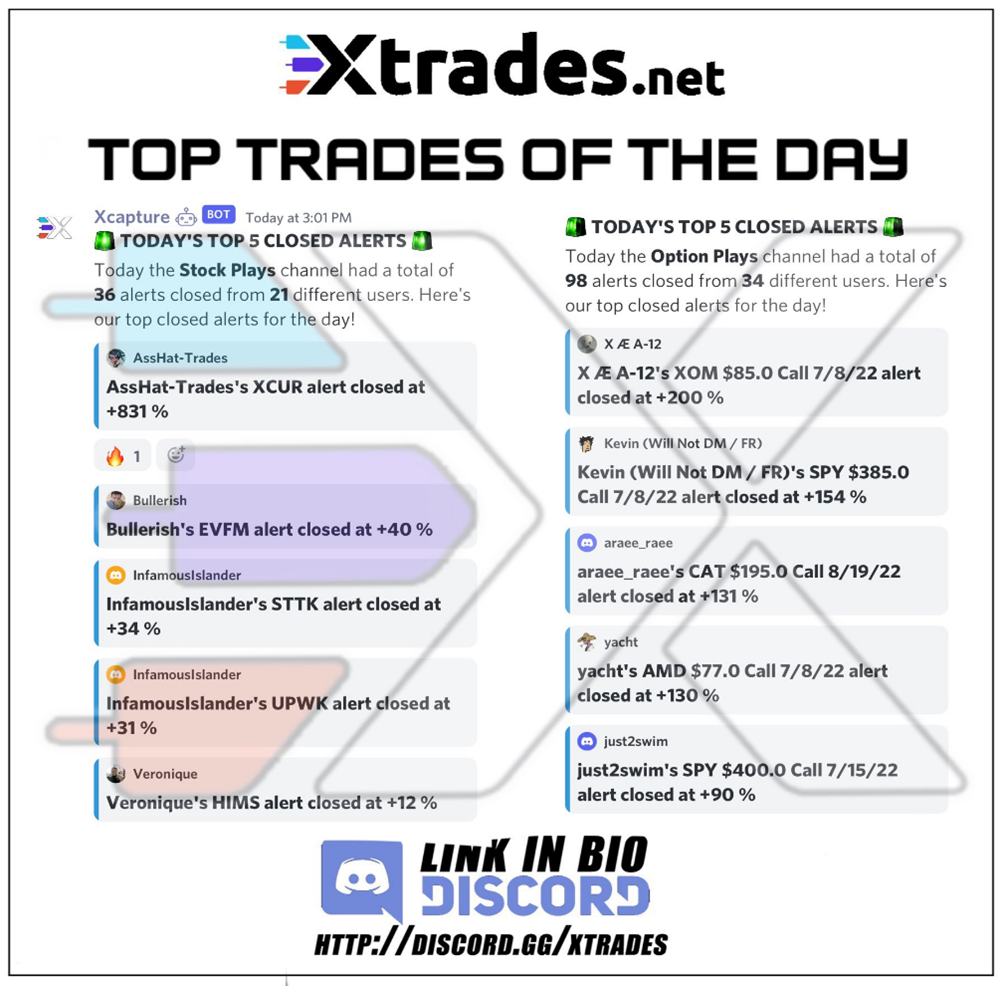 Xtrades.net
TOP TRADES OF THE DAY
Xcapture BOT Today at 3:01 PM
TODAY'S TOP 5 CLOSED ALERTS
Today the Stock Plays channel had a total of
36 alerts closed from 21 different users. Here's
our top closed alerts for the day!
AssHat-Trades
AssHat-Trades's XCUR alert closed at
+831 %
🔥 1
Bullerish
Bullerish's EVFM alert closed at +40 %
InfamousIslander
InfamousIslander's STTK alert closed at
+34 %
InfamousIslander
InfamousIslander's UPWK alert closed at
+31 %
Veronique
Veronique's HIMS alert closed at +12 %
TODAY'S TOP 5 CLOSED ALERTS
Today the Option Plays channel had a total of
98 alerts closed from 34 different users. Here's
our top closed alerts for the day!
X Æ A-12
X Æ A-12's XOM $85.0 Call 7/8/22 alert
closed at +200 %
Kevin (Will Not DM / FR)
Kevin (Will Not DM / FR)'s SPY $385.0
Call 7/8/22 alert closed at +154 %
araee_raee
araee_raee's CAT $195.0 Call 8/19/22
alert closed at +131 %
yacht
yacht's AMD $77.0 Call 7/8/22 alert
closed at +130 %
just2swim
just2swim's SPY $400.0 Call 7/15/22
alert closed at +90 %
LINK IN BIO
DISCORD
HTTP://DISCORD.GG/XTRADES